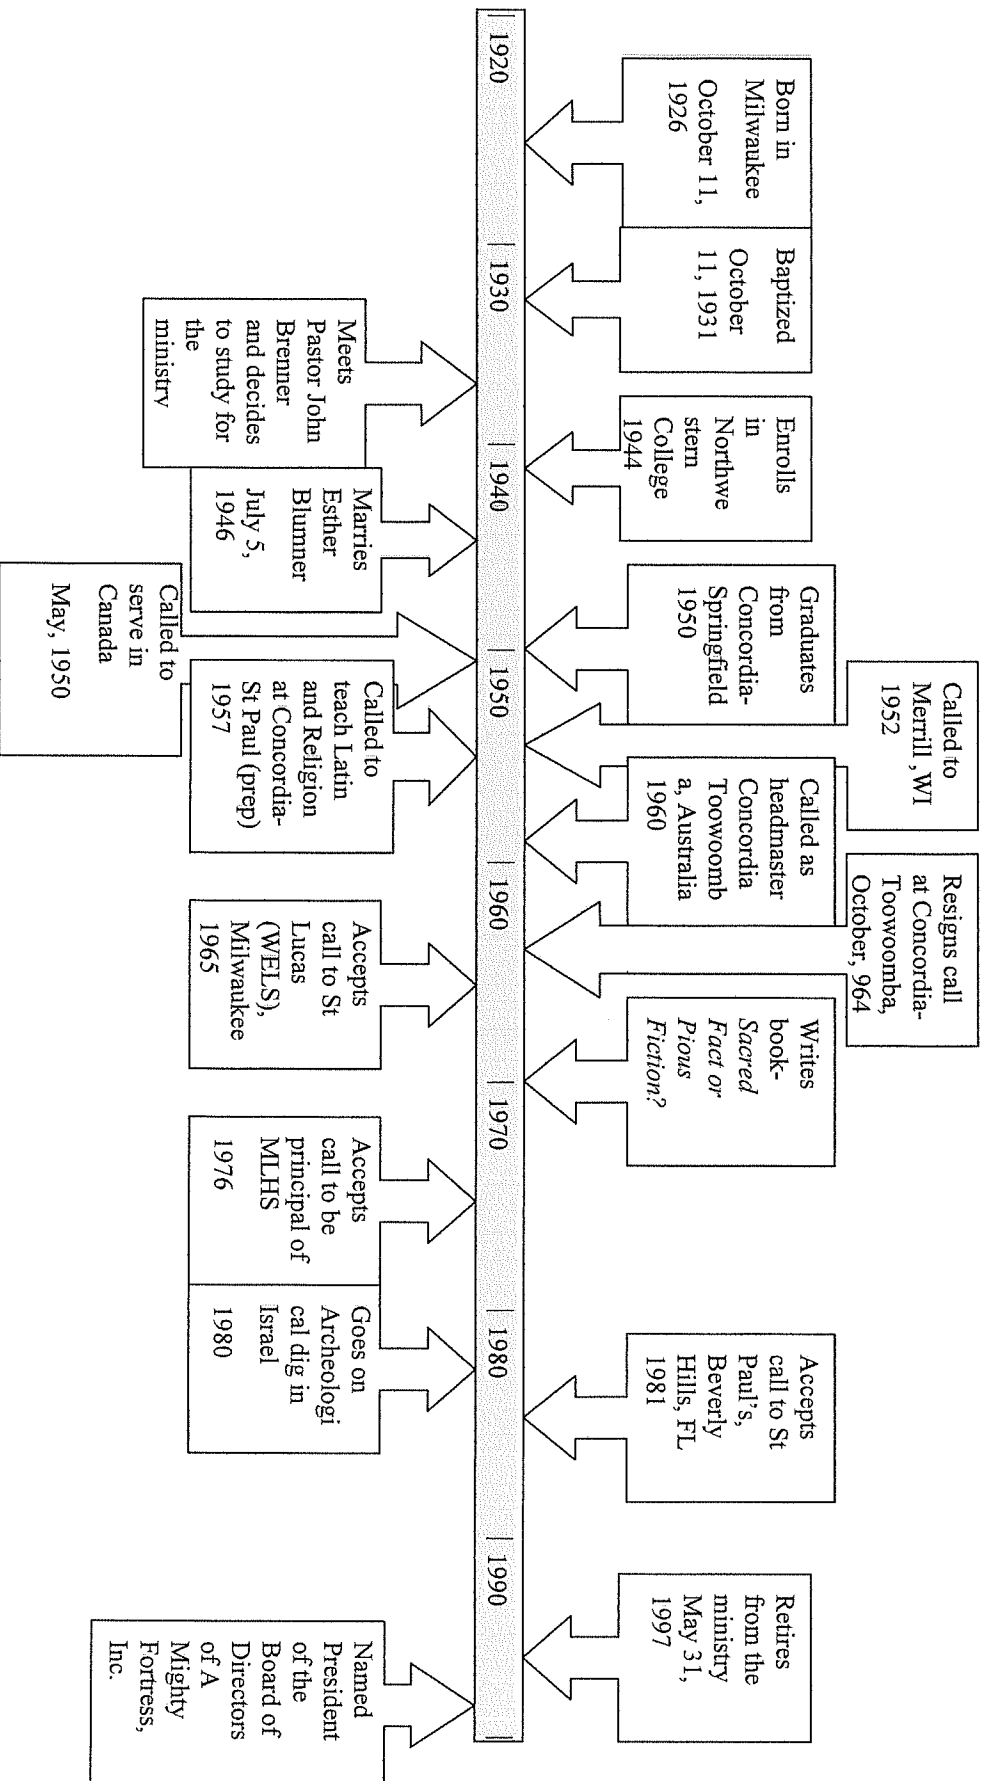 Called to
Merrill ,WI
1952
Resigns call
at Concordia-
Toowoomba,
October, 964
Born in
Milwaukee
October 11,
1926
Baptized
October
11, 1931
Enrolls
in
Northwe
stern
College
1944
Graduates
from
Concordia-
Springfield
1950
Called as
headmaster
Concordia
Toowoomb
a, Australia
1960
Writes
book-
Sacred
Fact or
Pious
Fiction?
Accepts
call to St
Paul's,
Beverly
Hills, FL
1981
Retires
from the
ministry
May 31,
1997
1920
1930
1940
1950
1960
1970
1980
1990
Meets
Pastor John
Brenner
and decides
to study for
the
ministry
Marries
Esther
Blumner
July 5,
1946
Called to
serve in
Canada
May, 1950
Called to
teach Latin
and Religion
at Concordia-
St Paul (prep)
1957
Accepts
call to St
Lucas
(WELS),
Milwaukee
1965
Accepts
call to be
principal of
MLHS
1976
Goes on
Archeologi
cal dig in
Israel
1980
Named
President
of the
Board of
Directors
of A
Mighty
Fortress,
Inc.